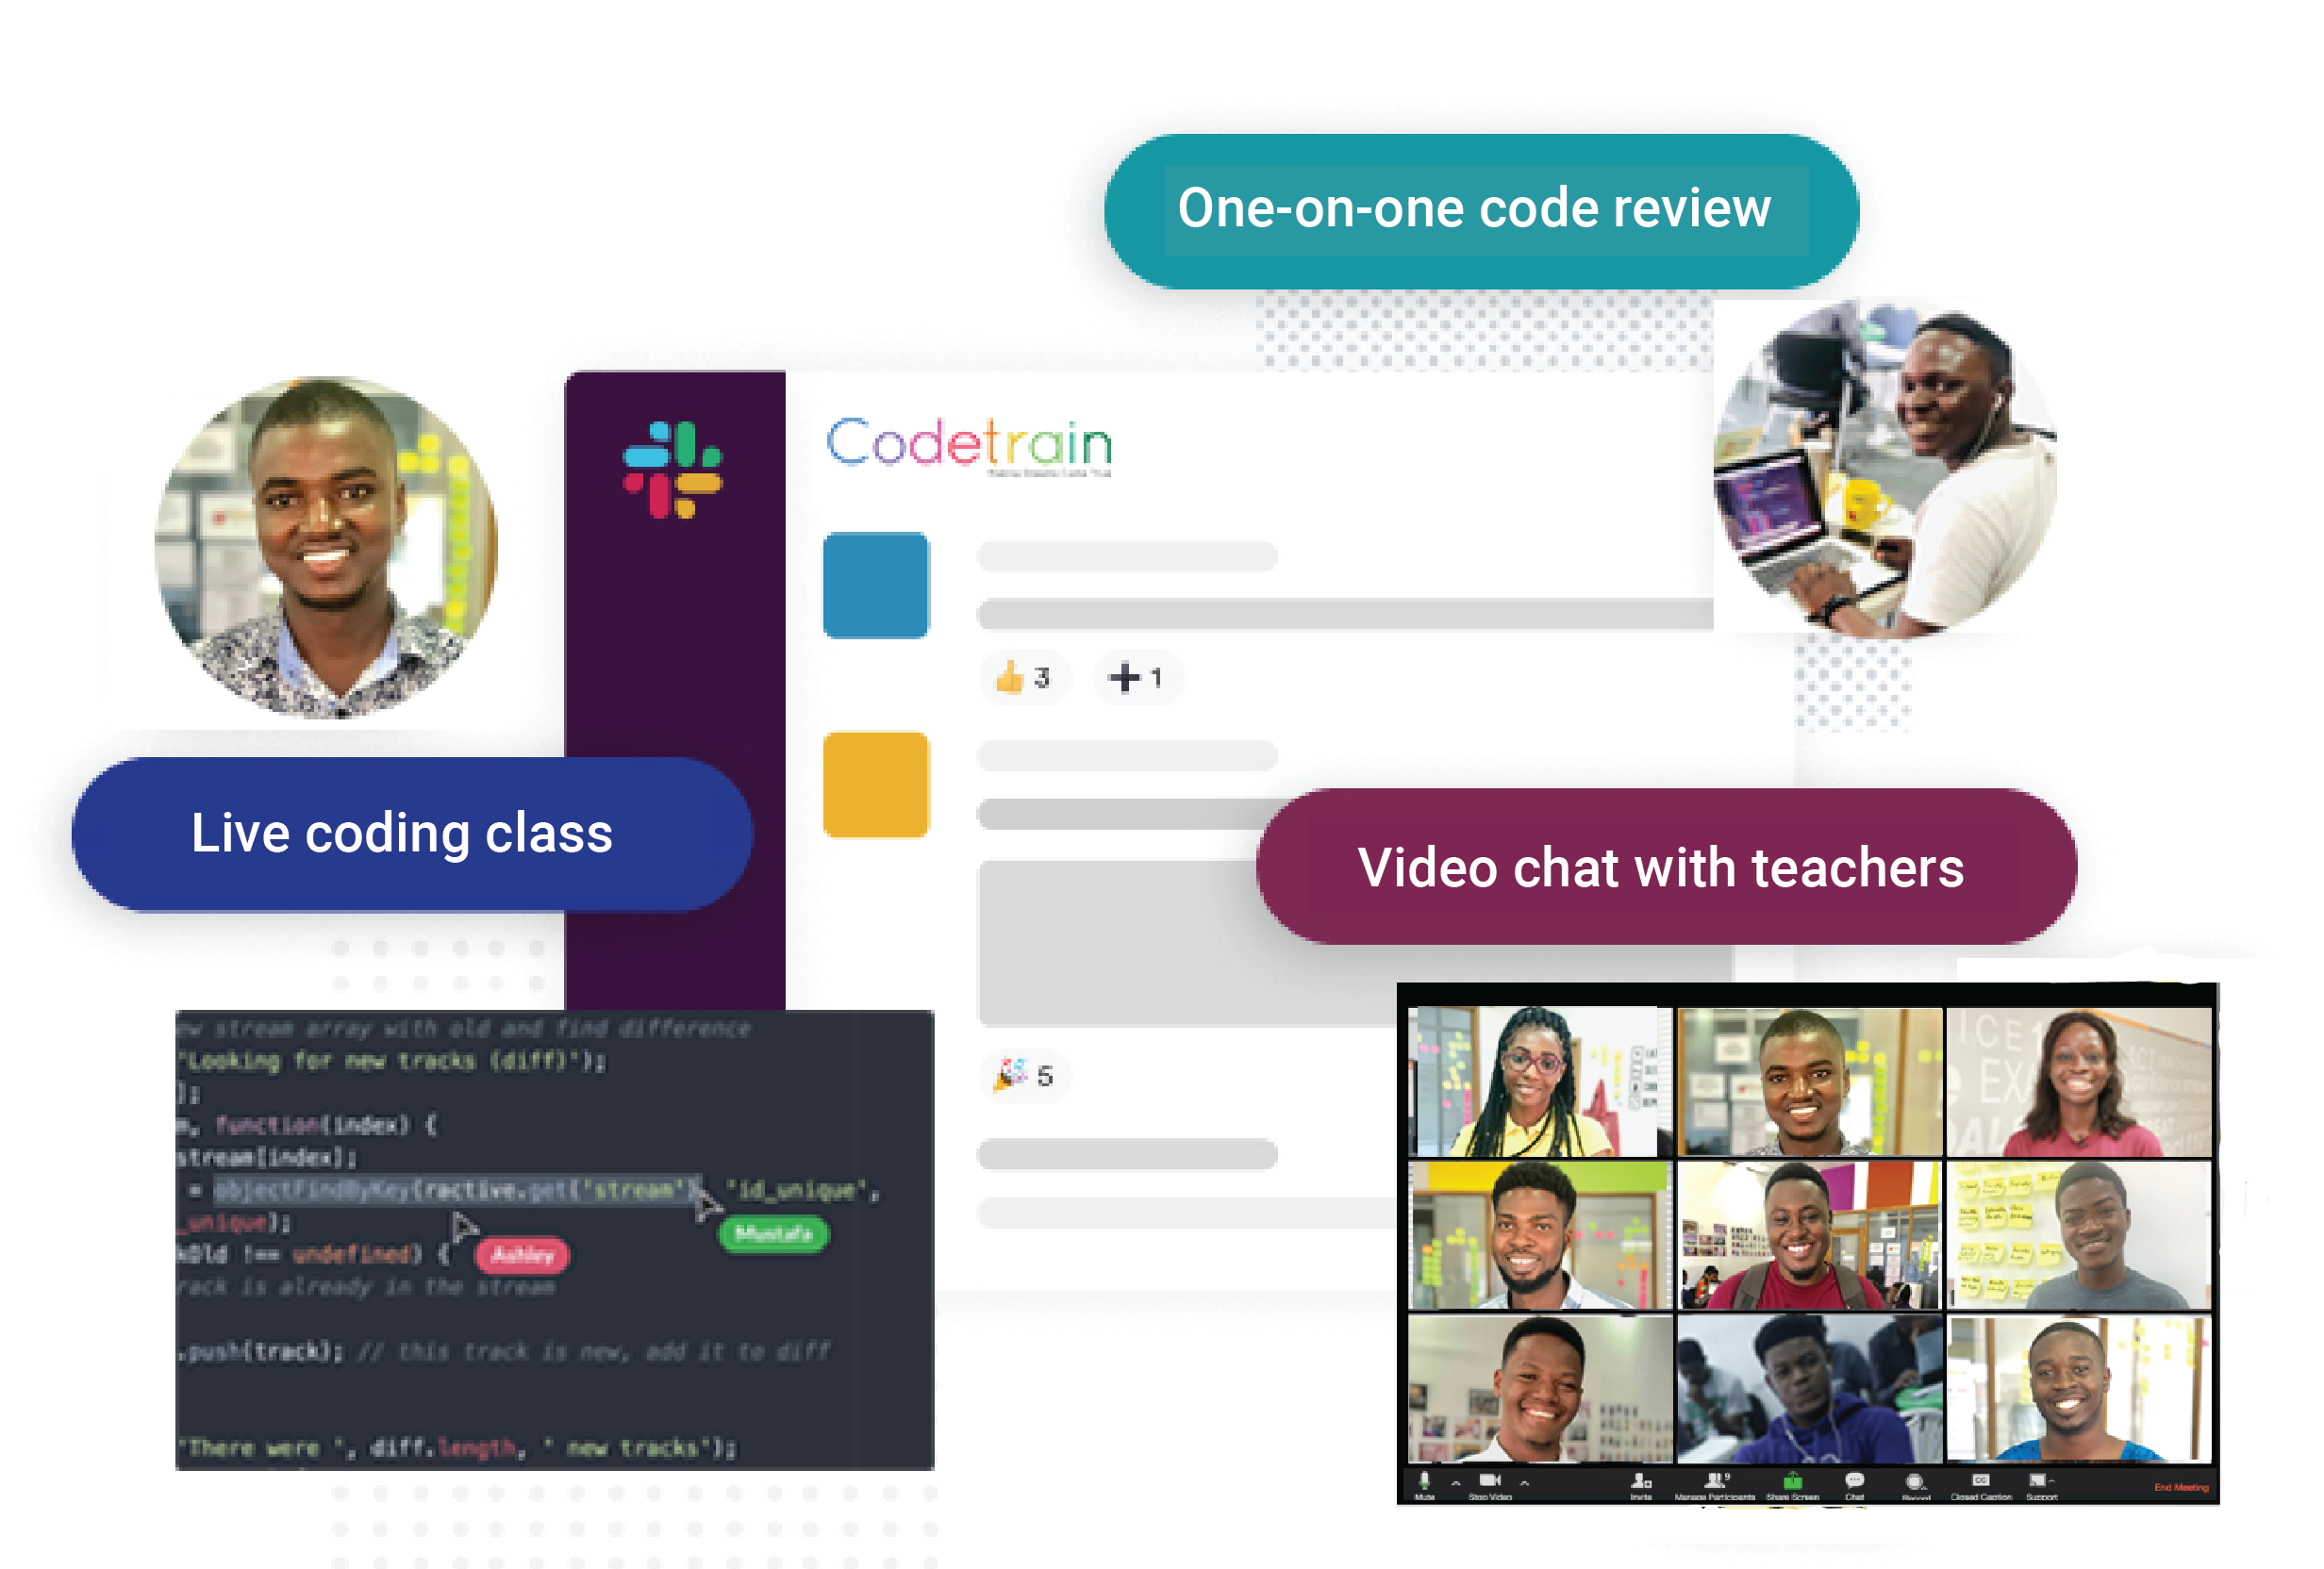 One-on-one code review
Codetrain
3
1
Live coding class
Video chat with teachers
5
ew stream array with old and find difference
"Looking for new tracks (diff)");
];
m, function(index) {
stream[index];
= objectFindByKey(ractive.get("stream"), "id_unique",
_unique);
Mustafa
kOld !== undefined) {
Ashley
rack is already in the stream
.push(track); // this track is new, add it to diff
"There were ", diff.length, " new tracks");
ICE
EXA
9
Mute
Stop Video
Invite
Manage Participants
Share Screen
Chat
Record
CC
Closed Caption
Support
End Meeting